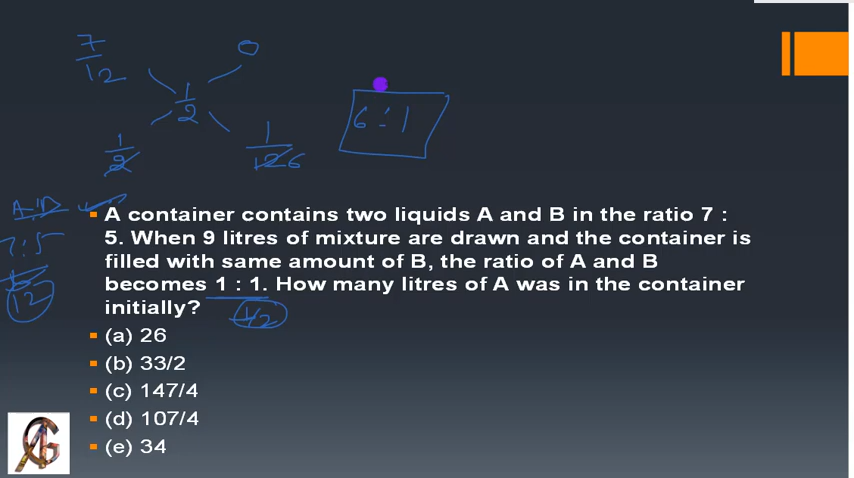 7/12 0
1/2
1/2 1/12 6
6 : 1
A container contains two liquids A and B in the ratio 7 :
5. When 9 litres of mixture are drawn and the container is
filled with same amount of B, the ratio of A and B
becomes 1 : 1. How many litres of A was in the container
initially?
7 : 5
12
1/2
(a) 26
(b) 33/2
(c) 147/4
(d) 107/4
(e) 34